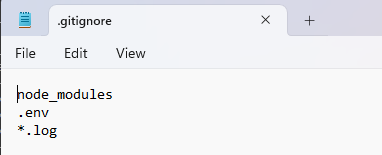 .gitignore
File Edit View
node_modules
.env
*.log